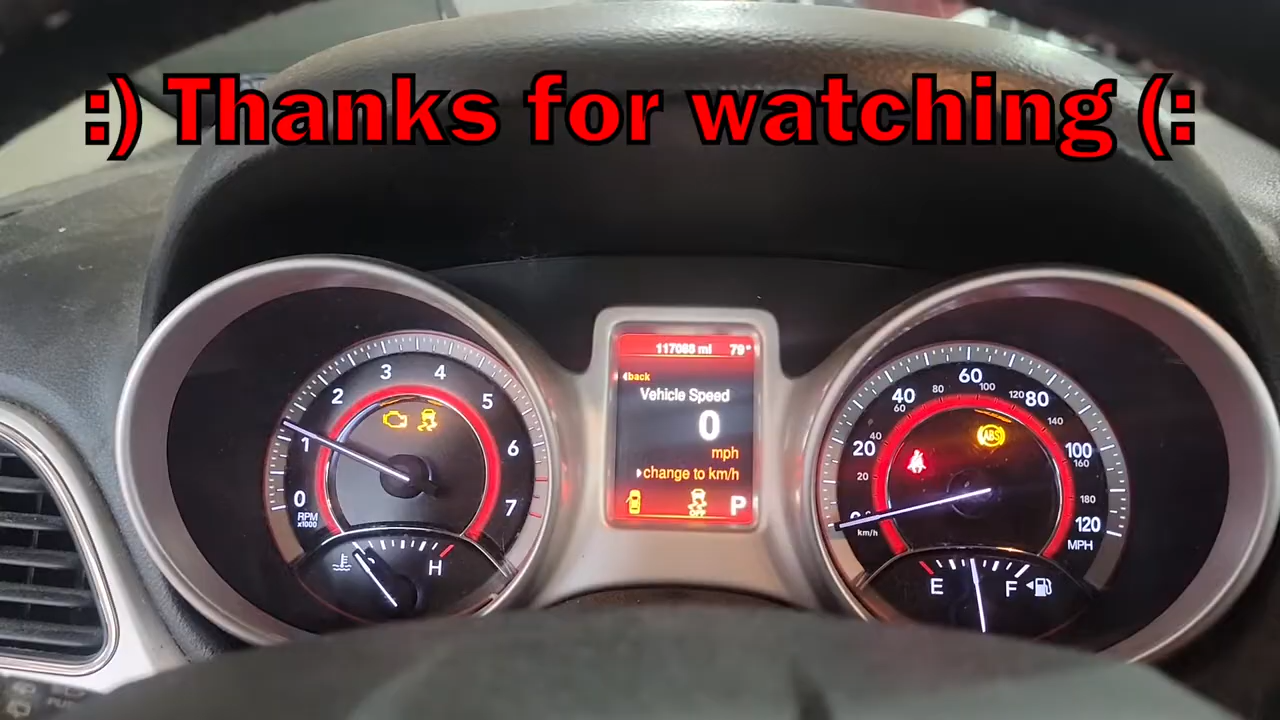 :) Thanks for watching (:
117068 mi 79°
back
Vehicle Speed
0
mph
change to km/h
OFF P
0 1 2 3 4 5 6 7
RPM
x1000
H
20 40 60 80 100 120
20 40 60 80 100 120 140 160 180
km/h
MPH
ABS
E F